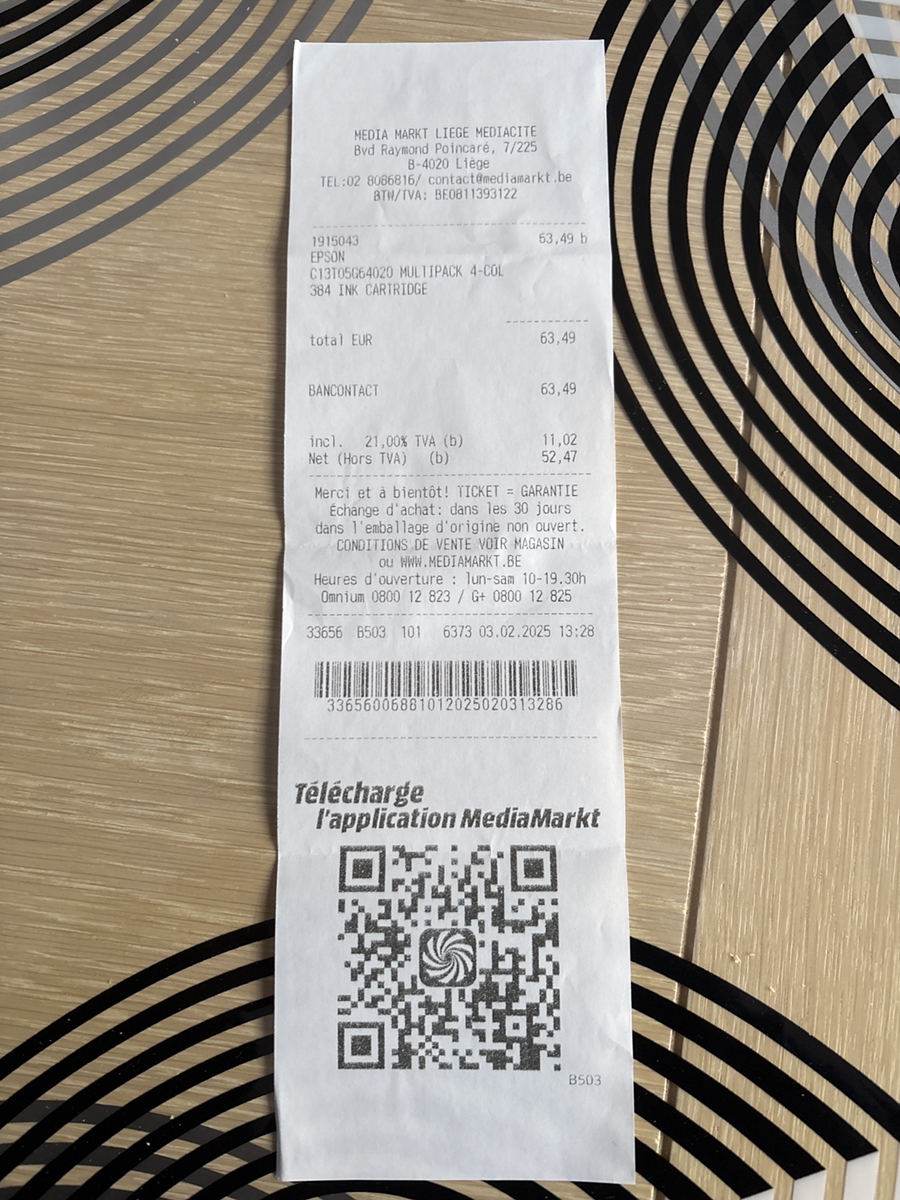 MEDIA MARKT LIEGE MEDIACITE
Bvd Raymond Poincaré, 7/225
B-4020 Liège
TEL:02 8086816/ contact@mediamarkt.be
BTW/TVA: BE0811393122
1915043 63,49 b
EPSON
C13T05G64020 MULTIPACK 4-COL
384 INK CARTRIDGE
total EUR 63,49
BANCONTACT 63,49
incl. 21,00% TVA (b) 11,02
Net (Hors TVA) (b) 52,47
Merci et à bientôt! TICKET = GARANTIE
Échange d'achat: dans les 30 jours
dans l'emballage d'origine non ouvert.
CONDITIONS DE VENTE VOIR MAGASIN
ou WWW.MEDIAMARKT.BE
Heures d'ouverture : lun-sam 10-19.30h
Omnium 0800 12 823 / G+ 0800 12 825
33656 B503 101 6373 03.02.2025 13:28
33656006881012025020313286
Télécharge
l'application MediaMarkt
B503